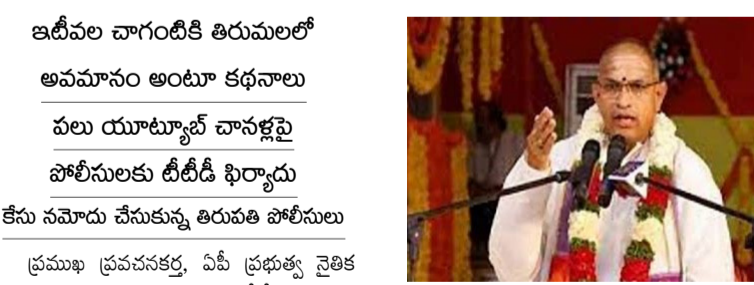 ఇటీవల చాగంటికి తిరుమలలో
అవమానం అంటూ కథనాలు
పలు యూట్యూబ్ చానళ్లపై
పోలీసులకు టీటీడీ ఫిర్యాదు
కేసు నమోదు చేసుకున్న తిరుపతి పోలీసులు
ప్రముఖ ప్రవచనకర్త, ఏపీ ప్రభుత్వ నైతిక